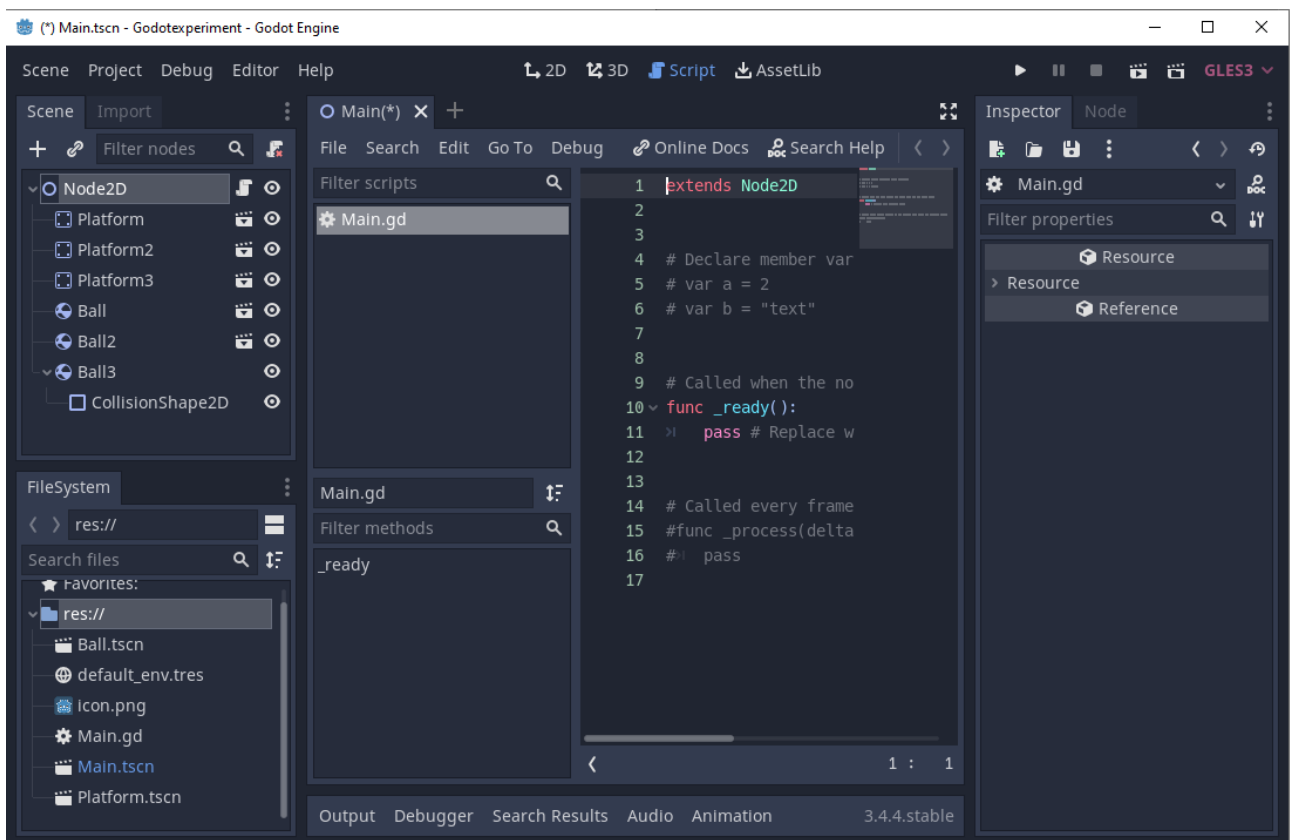 (*) Main.tscn - Godotexperiment - Godot Engine
Scene Project Debug Editor Help
2D 3D Script AssetLib
GLES3
Scene Import
Filter nodes
Node2D
Platform
Platform2
Platform3
Ball
Ball2
Ball3
CollisionShape2D
FileSystem
res://
Search files
Favorites:
res://
Ball.tscn
default_env.tres
icon.png
Main.gd
Main.tscn
Platform.tscn
Main(*)
File Search Edit Go To Debug Online Docs Search Help
Filter scripts
Main.gd
Main.gd
Filter methods
_ready
1 extends Node2D
2
3
4 # Declare member var
5 # var a = 2
6 # var b = "text"
7
8
9 # Called when the no
10 func _ready():
11 pass # Replace w
12
13
14 # Called every frame
15 #func _process(delta
16 # pass
17
1 : 1
Output Debugger Search Results Audio Animation 3.4.4.stable
Inspector Node
DOC
Main.gd
Filter properties
Resource
Resource
Reference